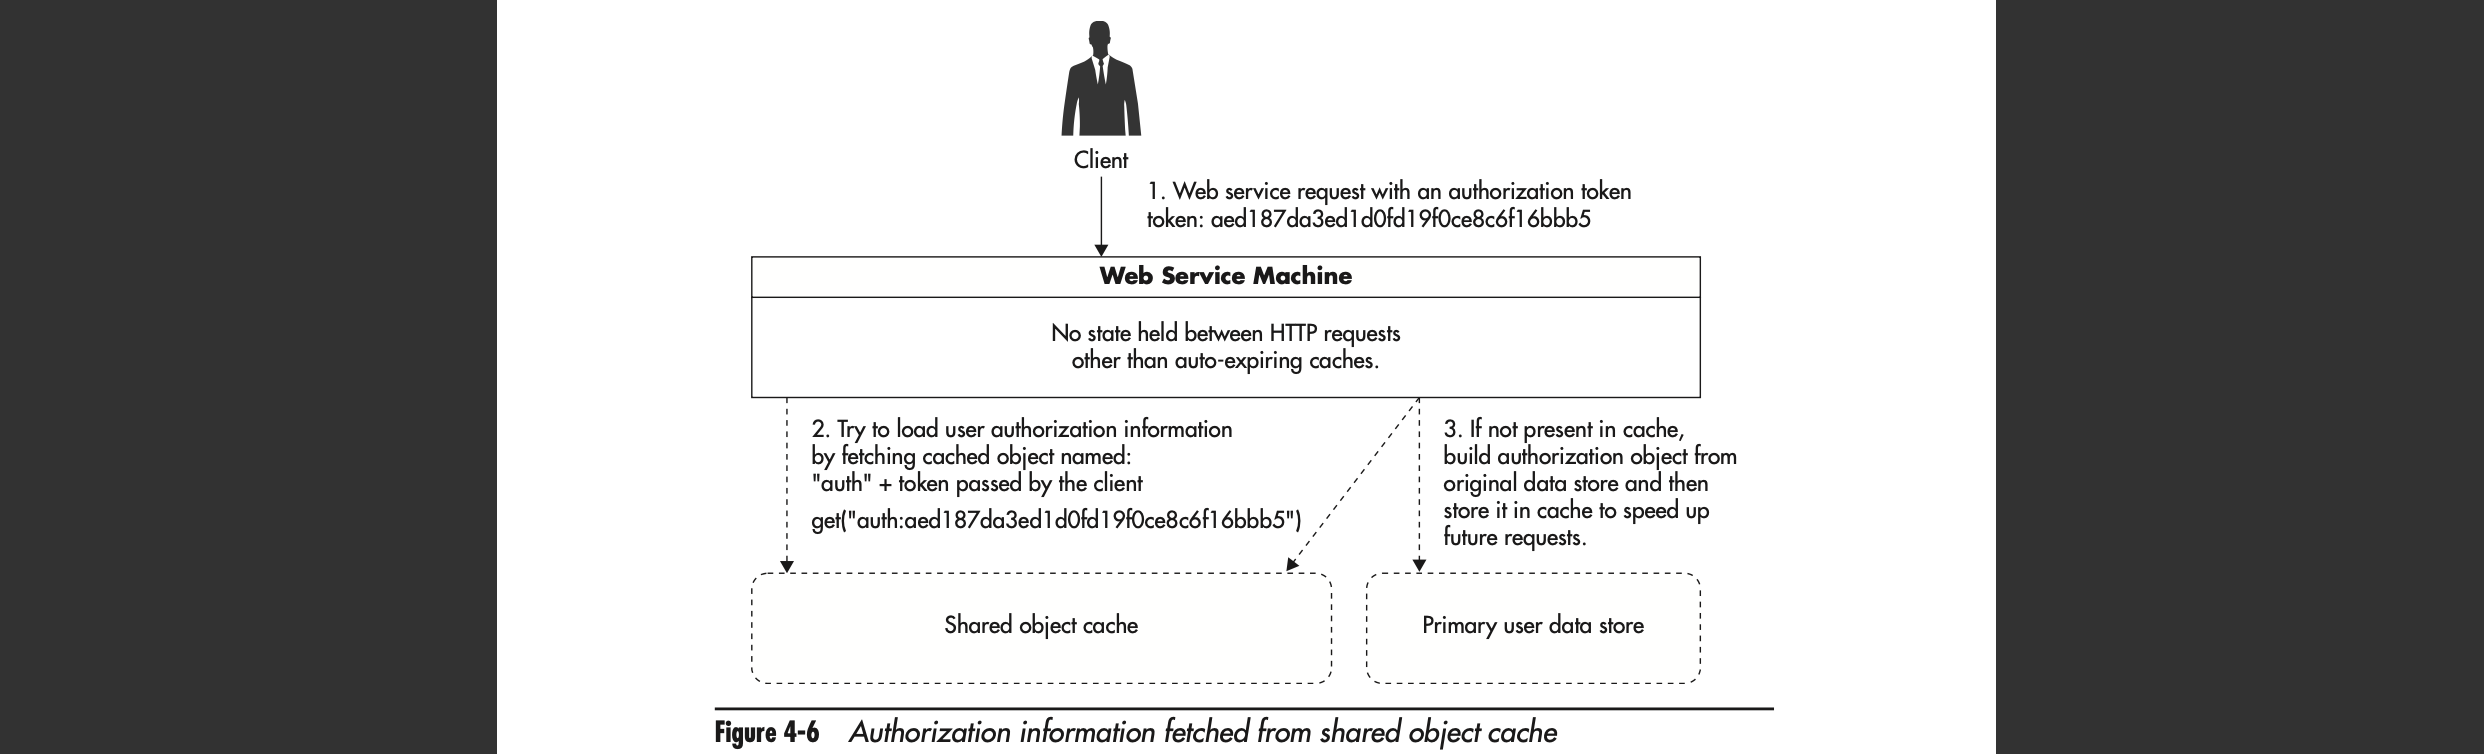 Client
1. Web service request with an authorization token
token: aed187da3ed1d0fd19f0ce8c6f16bbb5
Web Service Machine
No state held between HTTP requests
other than auto-expiring caches.
2. Try to load user authorization information
by fetching cached object named:
"auth" + token passed by the client
get("auth:aed187da3ed1d0fd19f0ce8c6f16bbb5")
3. If not present in cache,
build authorization object from
original data store and then
store it in cache to speed up
future requests.
Shared object cache
Primary user data store
Figure 4-6 Authorization information fetched from shared object cache